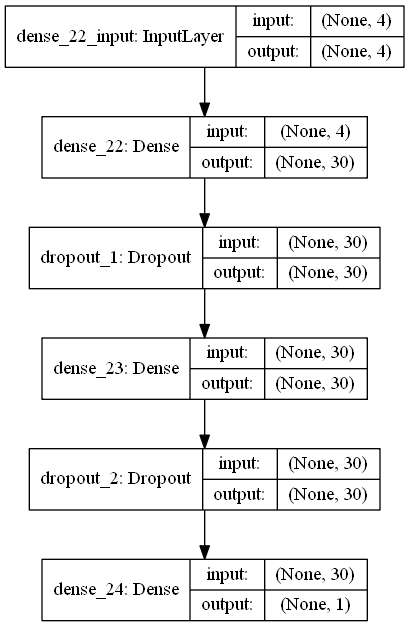 dense_22_input: InputLayer
input: (None, 4)
output: (None, 4)
dense_22: Dense
input: (None, 4)
output: (None, 30)
dropout_1: Dropout
input: (None, 30)
output: (None, 30)
dense_23: Dense
input: (None, 30)
output: (None, 30)
dropout_2: Dropout
input: (None, 30)
output: (None, 30)
dense_24: Dense
input: (None, 30)
output: (None, 1)